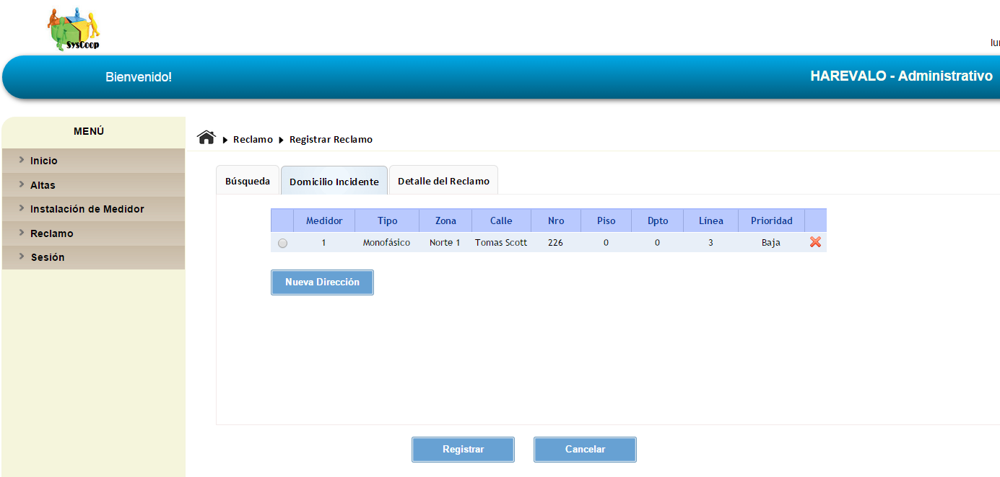 SysCoop
Bienvenido!
HAREVALO - Administrativo
MENÚ
Inicio
Altas
Instalación de Medidor
Reclamo
Sesión
Reclamo Registrar Reclamo
Búsqueda Domicilio Incidente Detalle del Reclamo
Medidor Tipo Zona Calle Nro Piso Dpto Línea Prioridad
1 Monofásico Norte 1 Tomas Scott 226 0 0 3 Baja
Nueva Dirección
Registrar Cancelar